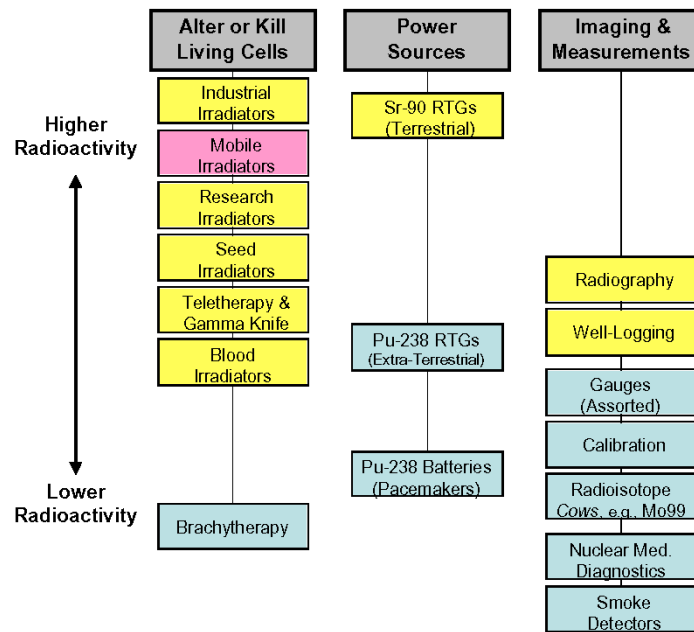 Alter or Kill
Living Cells
Power
Sources
Imaging &
Measurements
Higher
Radioactivity
Lower
Radioactivity
Industrial
Irradiators
Mobile
Irradiators
Research
Irradiators
Seed
Irradiators
Teletherapy &
Gamma Knife
Blood
Irradiators
Brachytherapy
Sr-90 RTGs
(Terrestrial)
Pu-238 RTGs
(Extra-Terrestrial)
Pu-238 Batteries
(Pacemakers)
Radiography
Well-Logging
Gauges
(Assorted)
Calibration
Radioisotope
Cows, e.g., Mo99
Nuclear Med.
Diagnostics
Smoke
Detectors